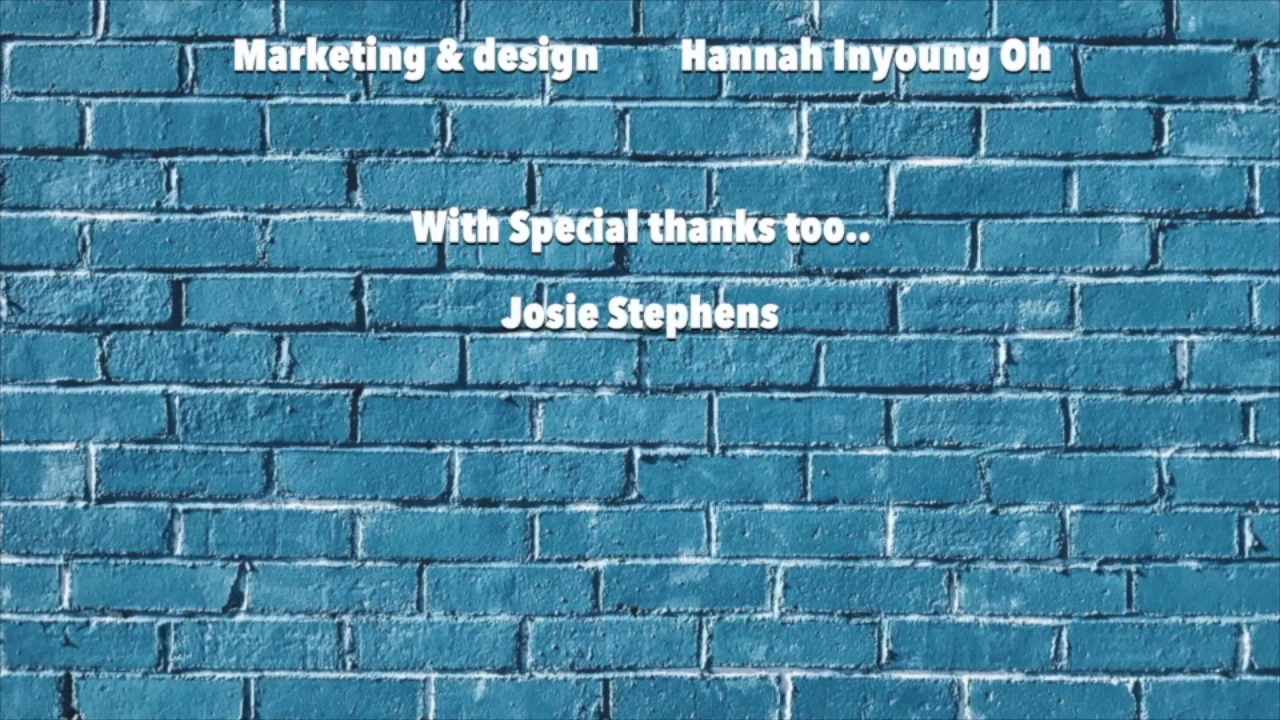 Marketing & design Hannah Inyoung Oh
With Special thanks too..
Josie Stephens